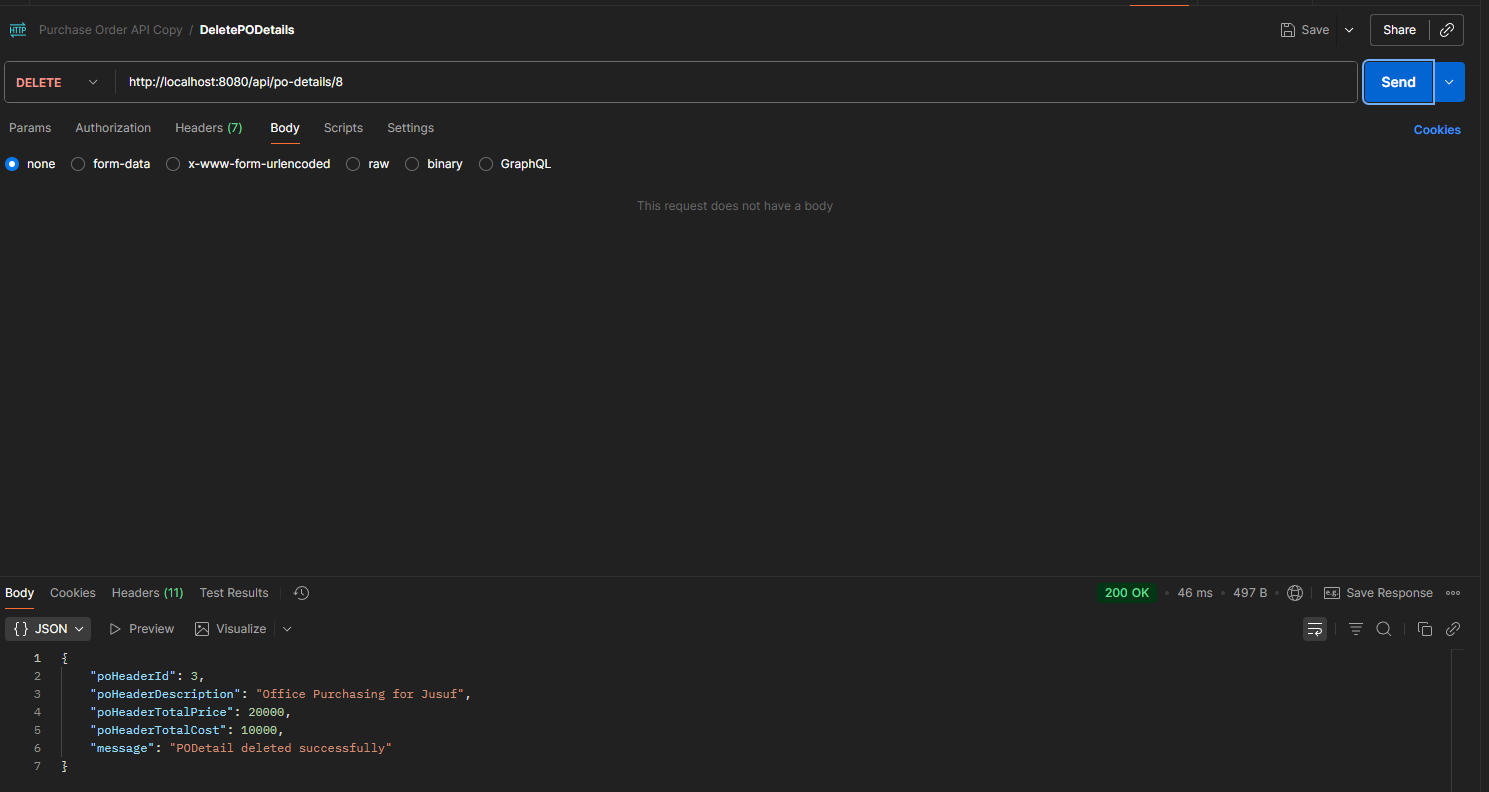 HTTP Purchase Order API Copy / DeletePODetails Save Share
DELETE http://localhost:8080/api/po-details/8 Send
Params Authorization Headers (7) Body Scripts Settings Cookies
none form-data x-www-form-urlencoded raw binary GraphQL
This request does not have a body
Body Cookies Headers (11) Test Results 200 OK • 46 ms • 497 B • e.g. Save Response
{} JSON Preview Visualize
1 {
2 "poHeaderId": 3,
3 "poHeaderDescription": "Office Purchasing for Jusuf",
4 "poHeaderTotalPrice": 20000,
5 "poHeaderTotalCost": 10000,
6 "message": "PODetail deleted successfully"
7 }